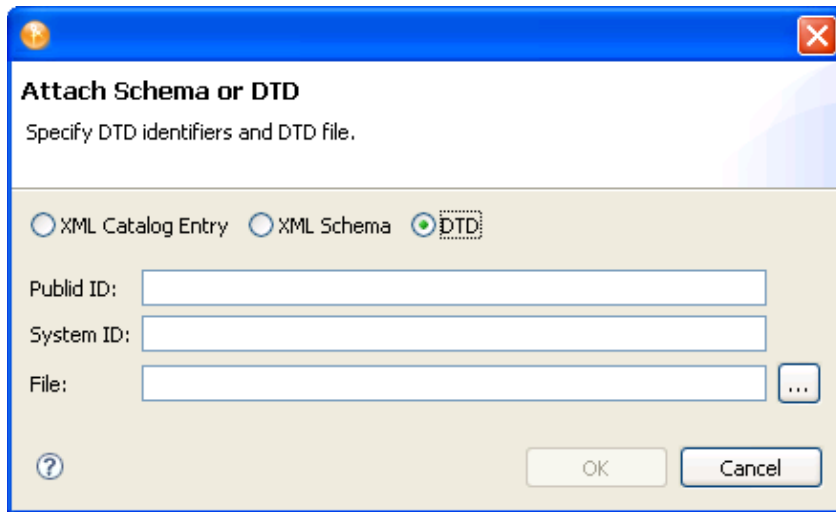 Attach Schema or DTD
Specify DTD identifiers and DTD file.
XML Catalog Entry XML Schema DTD
Publid ID:
System ID:
File: ...
? OK Cancel